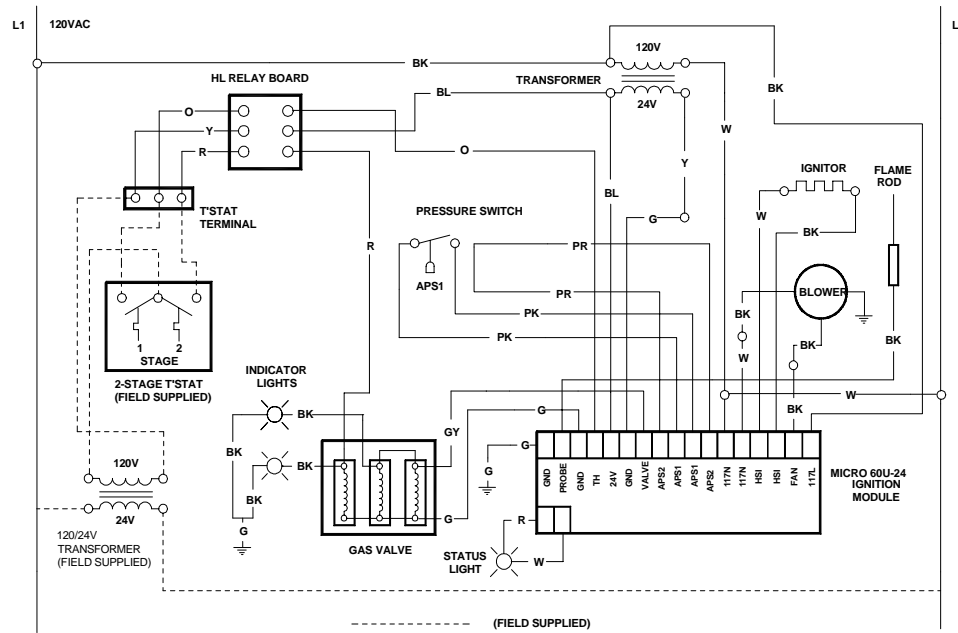 L1
120VAC
L
BK
120V
TRANSFORMER
24V
BK
HL RELAY BOARD
BL
O
Y
R
O
W
Y
BL
G
IGNITOR
FLAME
ROD
W
BK
T'STAT
TERMINAL
PRESSURE SWITCH
APS1
PR
PR
PK
PK
R
BLOWER
BK
W
BK
BK
BK
W
1
2
STAGE
2-STAGE T'STAT
(FIELD SUPPLIED)
INDICATOR
LIGHTS
BK
BK
BK
BK
G
GY
G
G
G
G
GAS VALVE
120V
24V
120/24V
TRANSFORMER
(FIELD SUPPLIED)
GND
PROBE
GND
TH
24V
GND
VALVE
APS2
APS1
APS1
APS2
117N
117N
HSI
HSI
FAN
117L
MICRO 60U-24
IGNITION
MODULE
R
W
STATUS
LIGHT
(FIELD SUPPLIED)